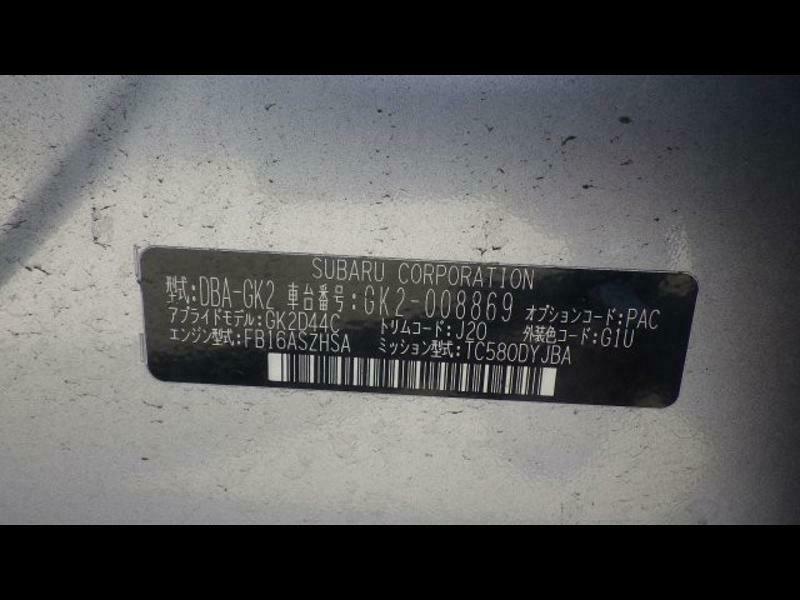 SUBARU CORPORATION
型式:DBA-GK2 車台番号:GK2-008869 オプションコード:PAC
アプライドモデル:GK2D44C トリムコード:J20 外装色コード:G1U
エンジン型式:FB16ASZHSA ミッション型式:TC580DYJBA